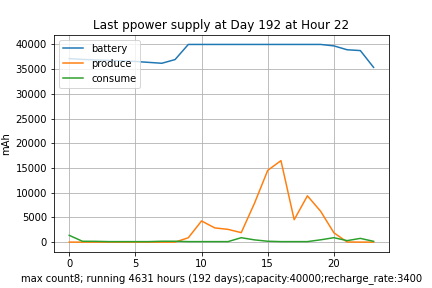 Last ppower supply at Day 192 at Hour 22
40000
35000
30000
25000
20000
15000
10000
5000
0
mAh
battery
produce
consume
0 5 10 15 20
max count8; running 4631 hours (192 days);capacity:40000;recharge_rate:3400